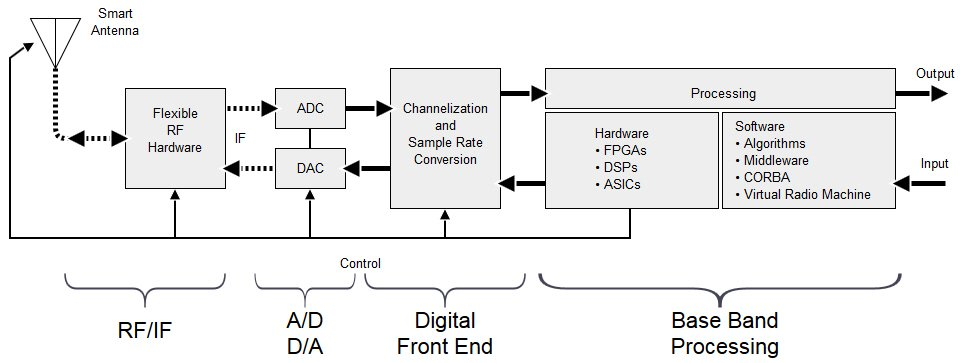 Smart
Antenna
Flexible
RF
Hardware
IF
ADC
DAC
Channelization
and
Sample Rate
Conversion
Processing
Hardware
• FPGAs
• DSPs
• ASICs
Software
• Algorithms
• Middleware
• CORBA
• Virtual Radio Machine
Output
Input
Control
RF/IF
A/D
D/A
Digital
Front End
Base Band
Processing